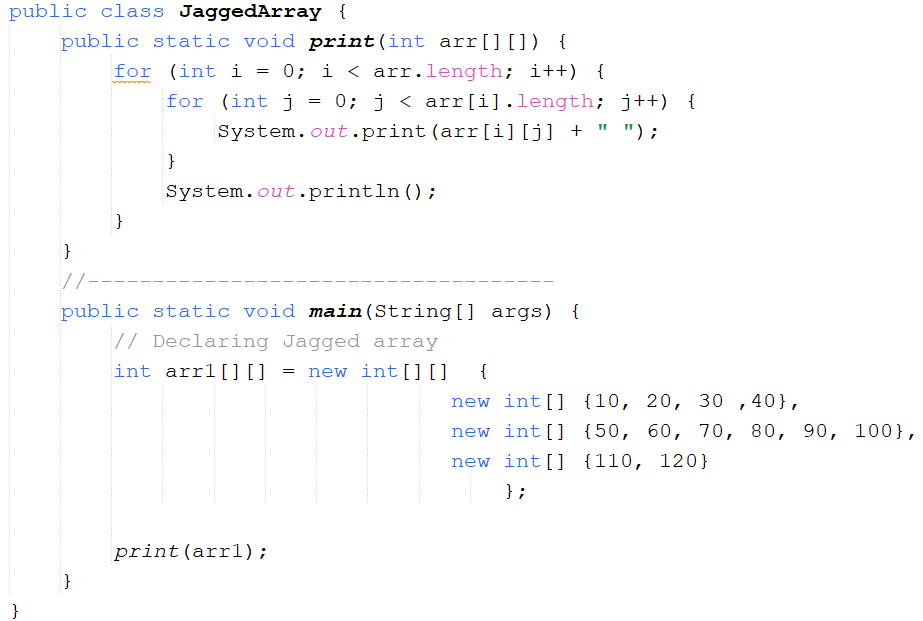 public class JaggedArray {
public static void print(int arr[][]) {
for (int i = 0; i < arr.length; i++) {
for (int j = 0; j < arr[i].length; j++) {
System.out.print(arr[i][j] + " ");
}
System.out.println();
}
}
//------------------------------------
public static void main(String[] args) {
// Declaring Jagged array
int arr1[][] = new int[][]  {
new int[] {10, 20, 30 ,40},
new int[] {50, 60, 70, 80, 90, 100},
new int[] {110, 120}
};
print(arr1);
}
}